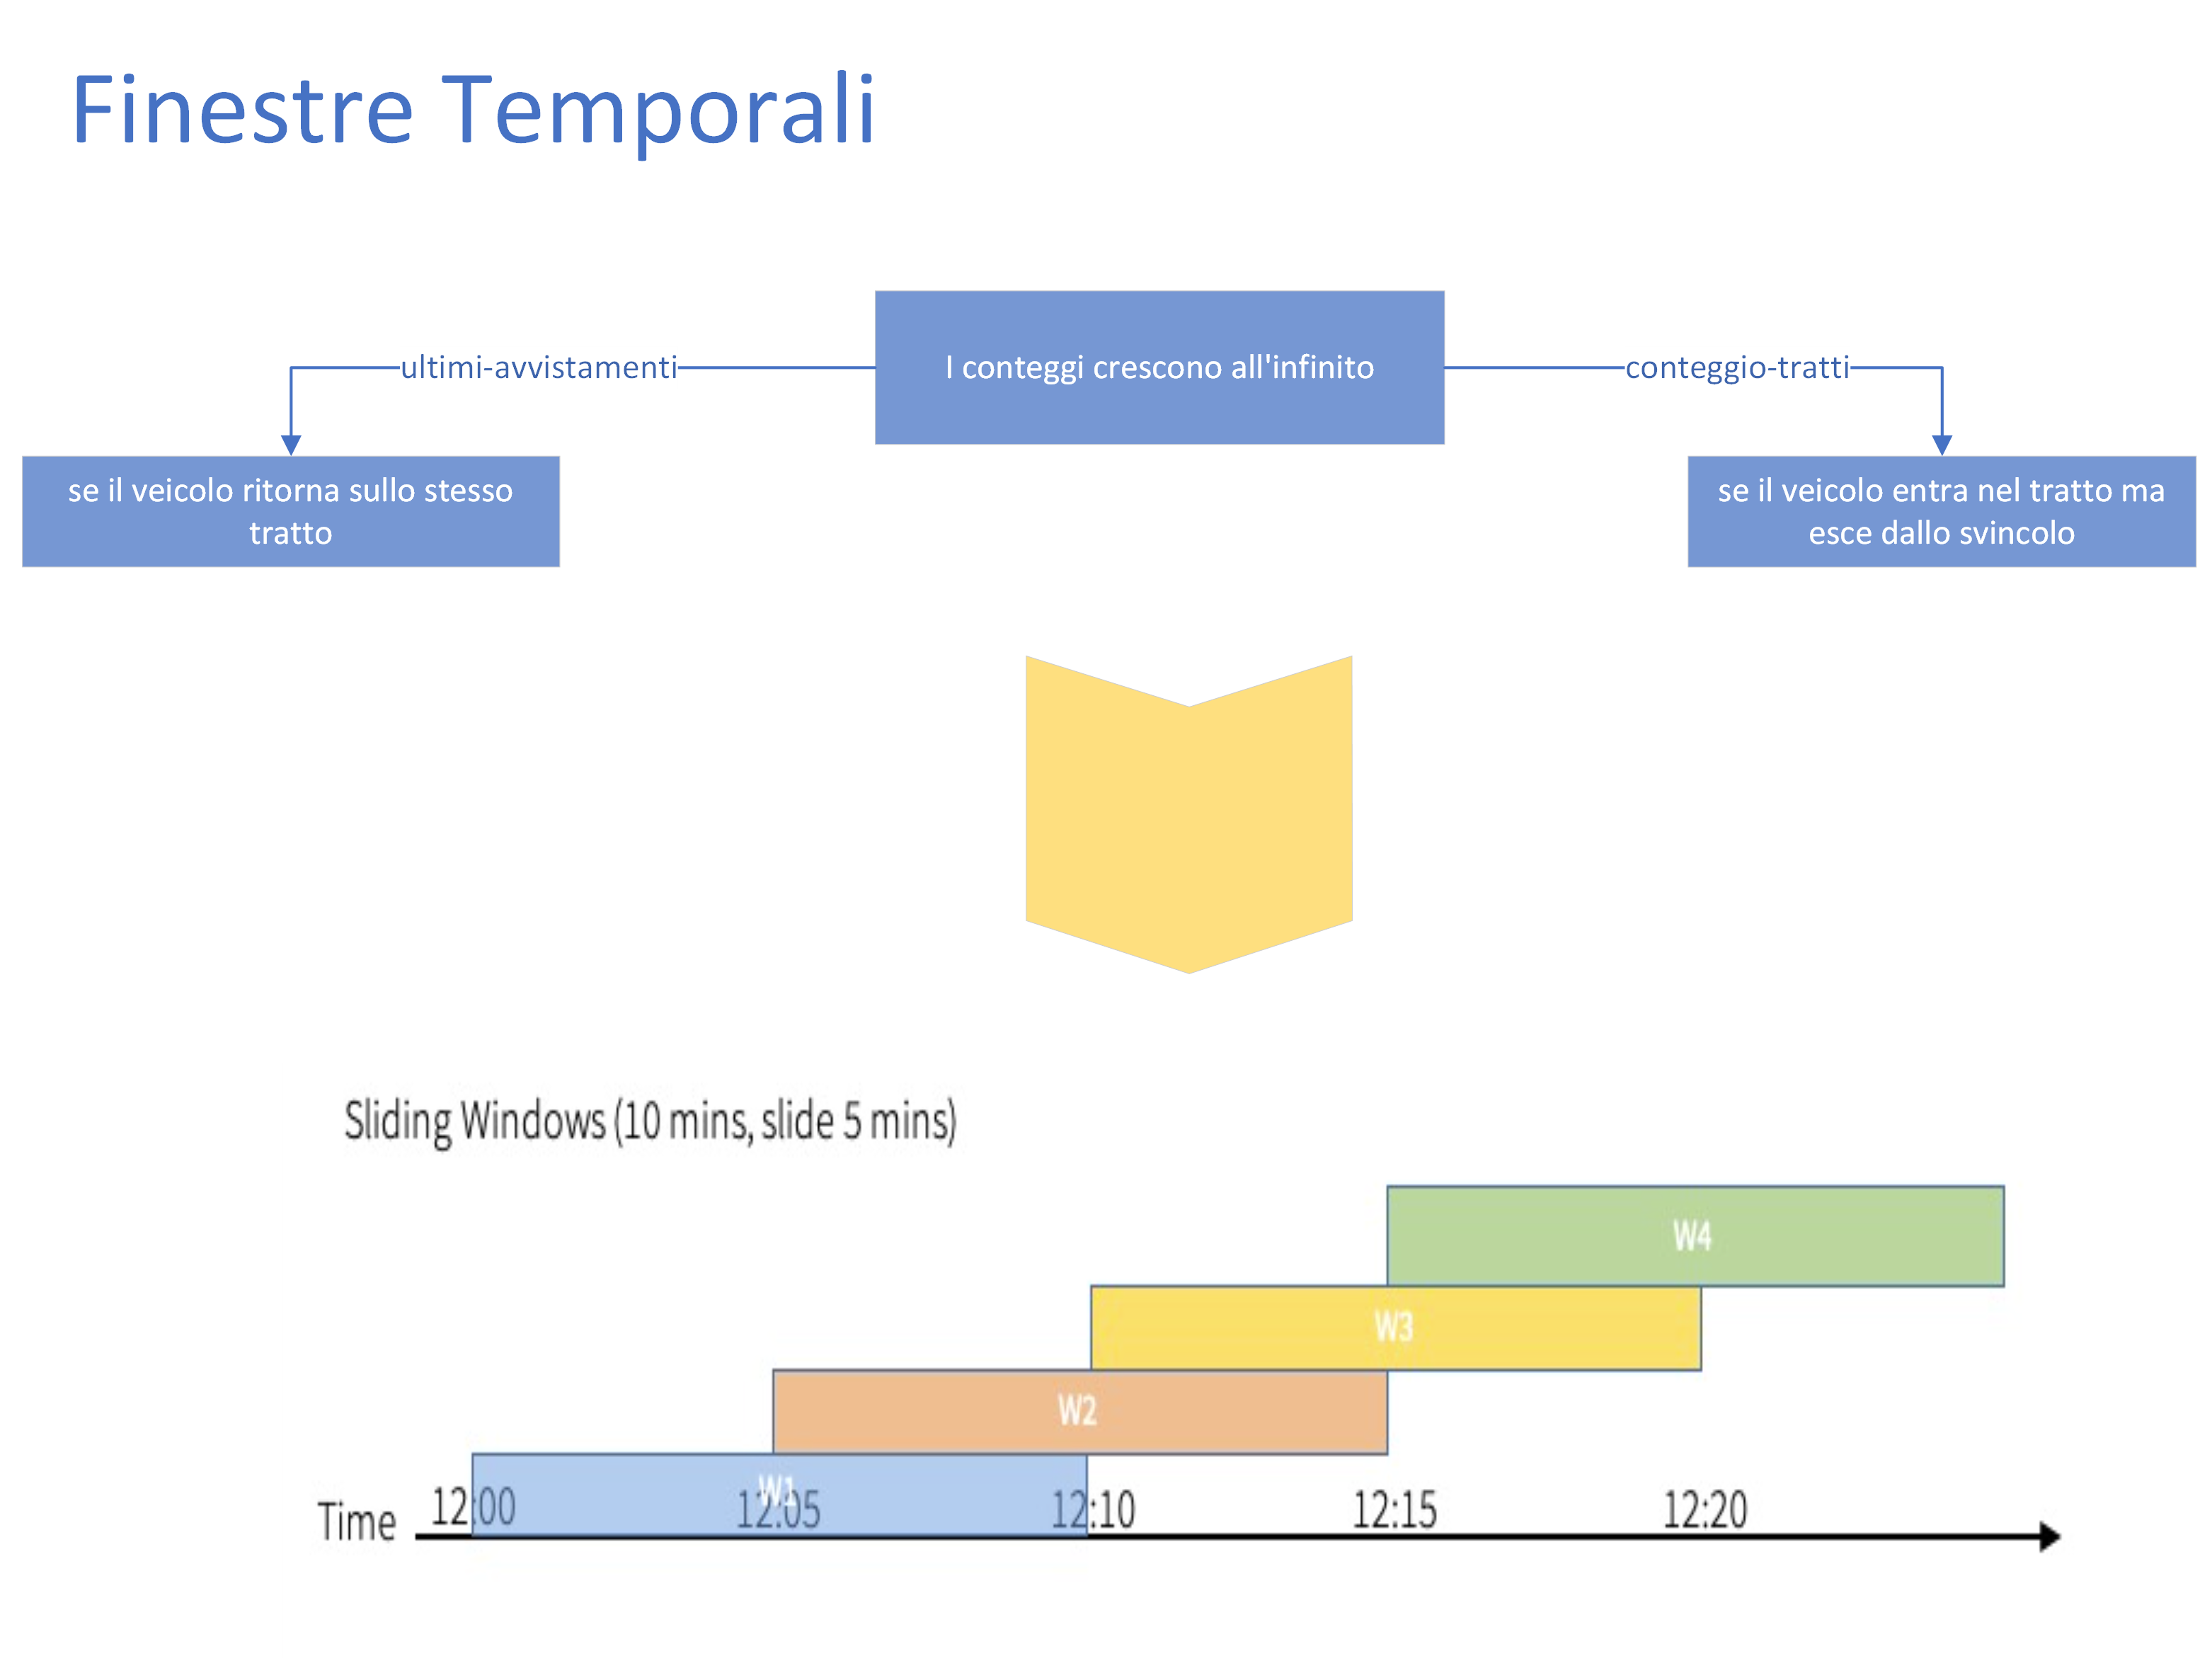 Finestre Temporali
I conteggi crescono all'infinito
ultimi-avvistamenti
conteggio-tratti
se il veicolo ritorna sullo stesso
tratto
se il veicolo entra nel tratto ma
esce dallo svincolo
Sliding Windows (10 mins, slide 5 mins)
W4
W3
W2
W1
Time 12:00 12:05 12:10 12:15 12:20